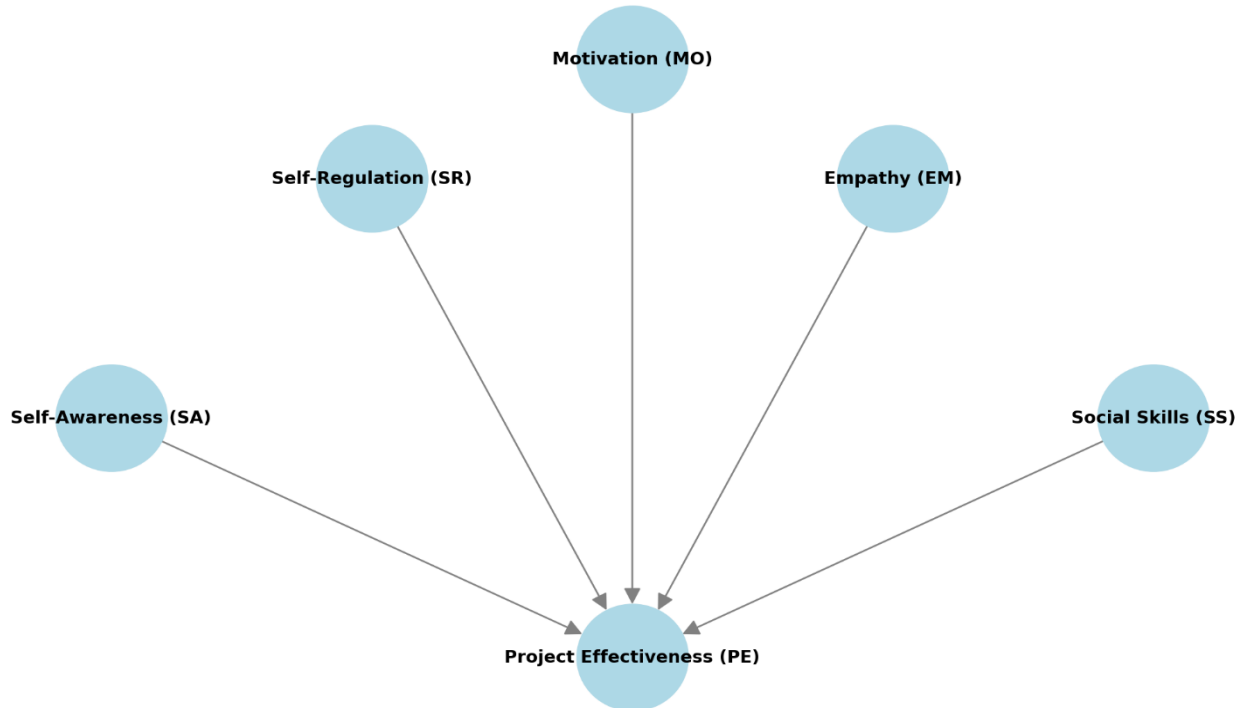 Motivation (MO)
Self-Regulation (SR)
Empathy (EM)
Self-Awareness (SA)
Social Skills (SS)
Project Effectiveness (PE)